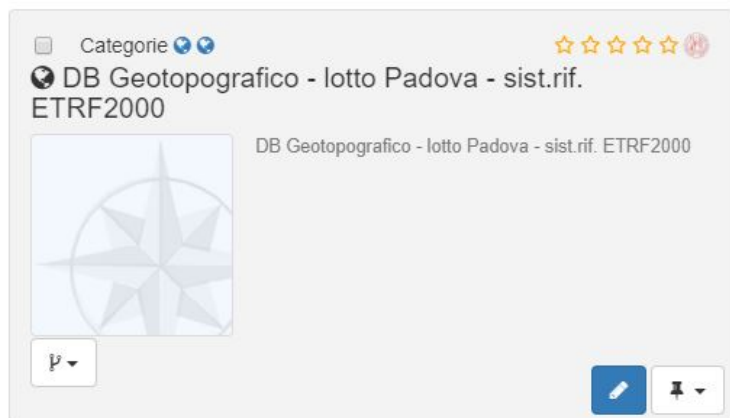 Categorie
DB Geotopografico - lotto Padova - sist.rif.
ETRF2000
DB Geotopografico - lotto Padova - sist.rif. ETRF2000